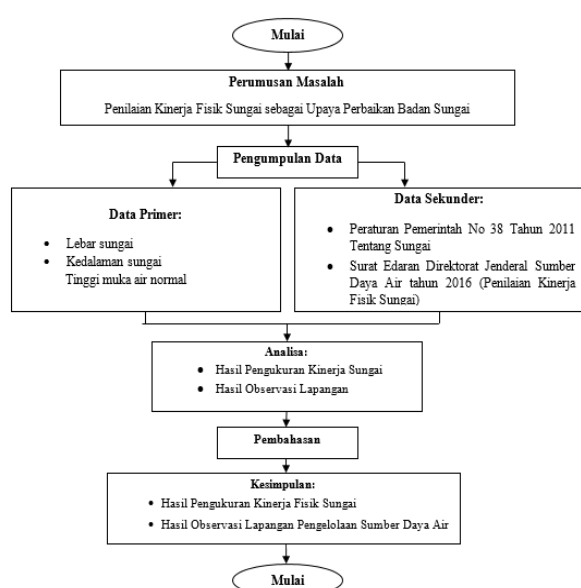 Mulai
Perumusan Masalah
Penilaian Kinerja Fisik Sungai sebagai Upaya Perbaikan Badan Sungai
Pengumpulan Data
Data Primer:
• Lebar sungai
• Kedalaman sungai
Tinggi muka air normal
Data Sekunder:
• Peraturan Pemerintah No 38 Tahun 2011
Tentang Sungai
• Surat Edaran Direktorat Jenderal Sumber
Daya Air tahun 2016 (Penilaian Kinerja
Fisik Sungai)
Analisa:
• Hasil Pengukuran Kinerja Sungai
• Hasil Observasi Lapangan
Pembahasan
Kesimpulan:
• Hasil Pengukuran Kinerja Fisik Sungai
• Hasil Observasi Lapangan Pengelolaan Sumber Daya Air
Mulai